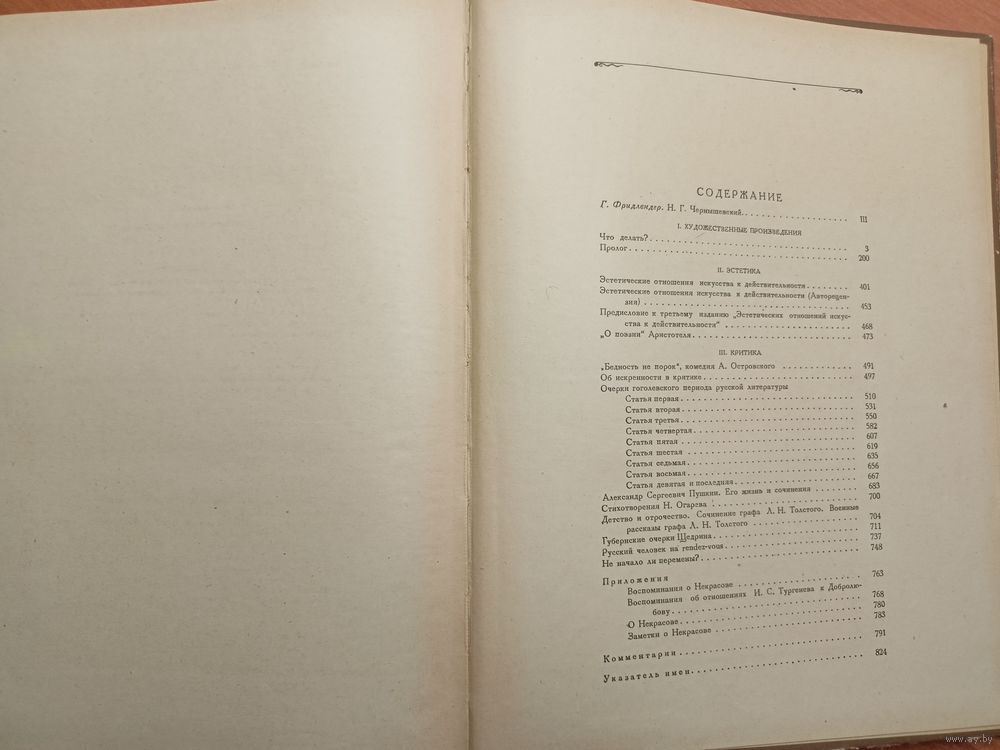 СОДЕРЖАНИЕ
Г. Фридлендер. Н. Г. Чернышевский. . . . . . . . . . . . . . . . III
I. ХУДОЖЕСТВЕННЫЕ ПРОИЗВЕДЕНИЯ
Что делать? . . . . . . . . . . . . . . . . . . . . . . . . . . . 3
Пролог . . . . . . . . . . . . . . . . . . . . . . . . . . . . . 200
II. ЭСТЕТИКА
Эстетические отношения искусства к действительности . . . . . . . 401
Эстетические отношения искусства к действительности (Авторецен-
зия) . . . . . . . . . . . . . . . . . . . . . . . . . . . 453
Предисловие к третьему изданию „Эстетических отношений искус-
ства к действительности“ . . . . . . . . . . . . . . . . . 468
„О поэзии“ Аристотеля . . . . . . . . . . . . . . . . . . . . . 473
III. КРИТИКА
„Бедность не порок“, комедия А. Островского . . . . . . . . . . . 491
Об искренности в критике . . . . . . . . . . . . . . . . . . . . 497
Очерки гоголевского периода русской литературы
Статья первая . . . . . . . . . . . . . . . . . . . . . . . 510
Статья вторая . . . . . . . . . . . . . . . . . . . . . . . 531
Статья третья . . . . . . . . . . . . . . . . . . . . . . . 550
Статья четвертая . . . . . . . . . . . . . . . . . . . . . . 582
Статья пятая . . . . . . . . . . . . . . . . . . . . . . . . 607
Статья шестая . . . . . . . . . . . . . . . . . . . . . . . 619
Статья седьмая . . . . . . . . . . . . . . . . . . . . . . . 635
Статья восьмая . . . . . . . . . . . . . . . . . . . . . . . 656
Статья девятая и последняя . . . . . . . . . . . . . . . . . 667
Александр Сергеевич Пушкин. Его жизнь и сочинения . . . . . . . . 683
Стихотворения Н. Огарева . . . . . . . . . . . . . . . . . . . . 700
Детство и отрочество. Сочинение графа Л. Н. Толстого. Военные
рассказы графа Л. Н. Толстого . . . . . . . . . . . . . . . 704
Губернские очерки Щедрина . . . . . . . . . . . . . . . . . . . . 711
Русский человек на rendez-vous . . . . . . . . . . . . . . . . . 737
Не начало ли перемены? . . . . . . . . . . . . . . . . . . . . . 748
Приложения
Воспоминания о Некрасове . . . . . . . . . . . . . . . . . . 763
Воспоминания об отношениях И. С. Тургенева к Добролю-
бову . . . . . . . . . . . . . . . . . . . . . . . . . 768
О Некрасове . . . . . . . . . . . . . . . . . . . . . . . . 780
Заметки о Некрасове . . . . . . . . . . . . . . . . . . . . 783
Комментарии . . . . . . . . . . . . . . . . . . . . . . . . . . 791
Указатель имен . . . . . . . . . . . . . . . . . . . . . . . . . 824
www.ay.by